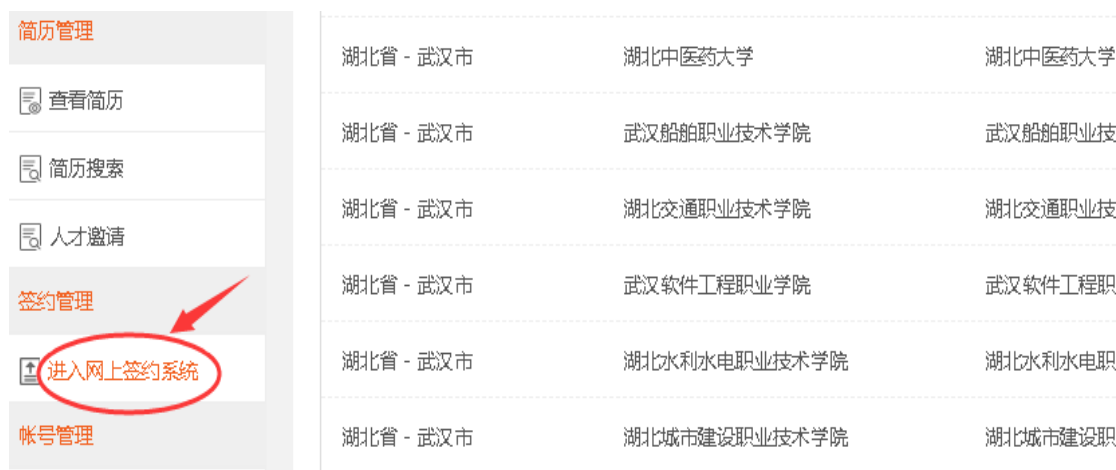 简历管理
查看简历
简历搜索
人才邀请
签约管理
进入网上签约系统
帐号管理
湖北省 - 武汉市 湖北中医药大学 湖北中医药大学
湖北省 - 武汉市 武汉船舶职业技术学院 武汉船舶职业技
湖北省 - 武汉市 湖北交通职业技术学院 湖北交通职业技
湖北省 - 武汉市 武汉软件工程职业学院 武汉软件工程职
湖北省 - 武汉市 湖北水利水电职业技术学院 湖北水利水电职
湖北省 - 武汉市 湖北城市建设职业技术学院 湖北城市建设职